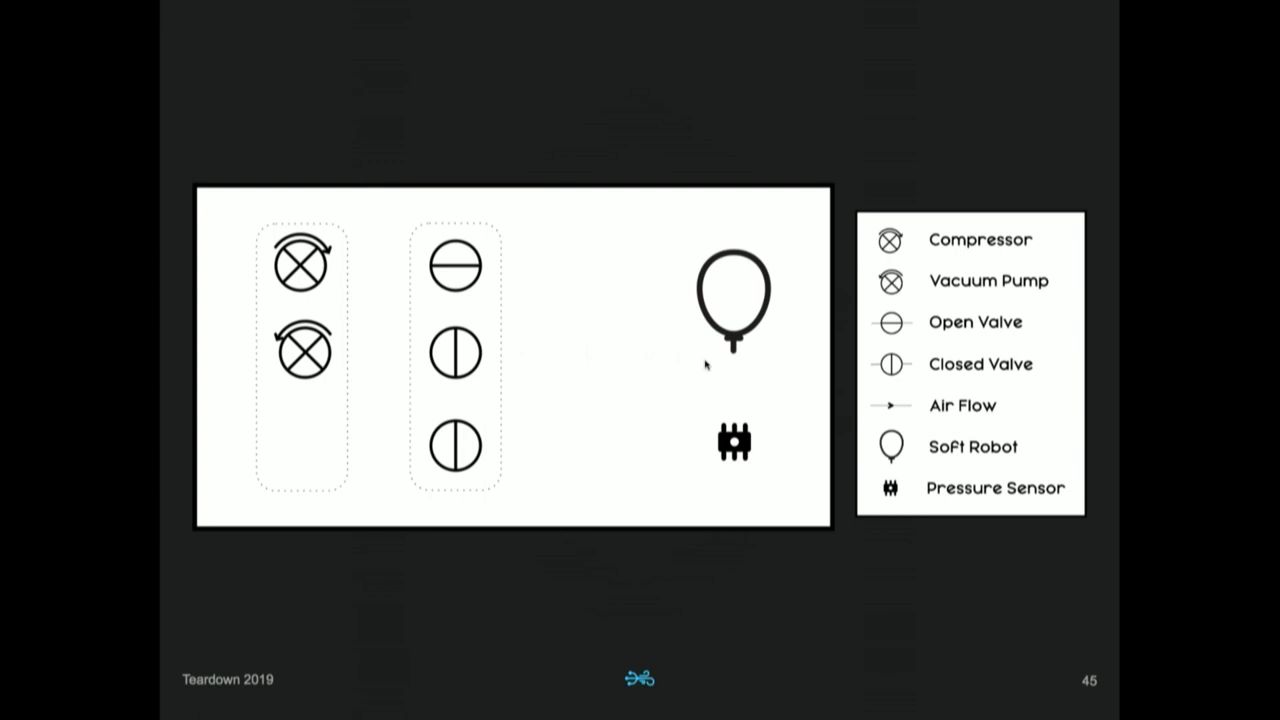 Compressor
Vacuum Pump
Open Valve
Closed Valve
Air Flow
Soft Robot
Pressure Sensor
Teardown 2019
45